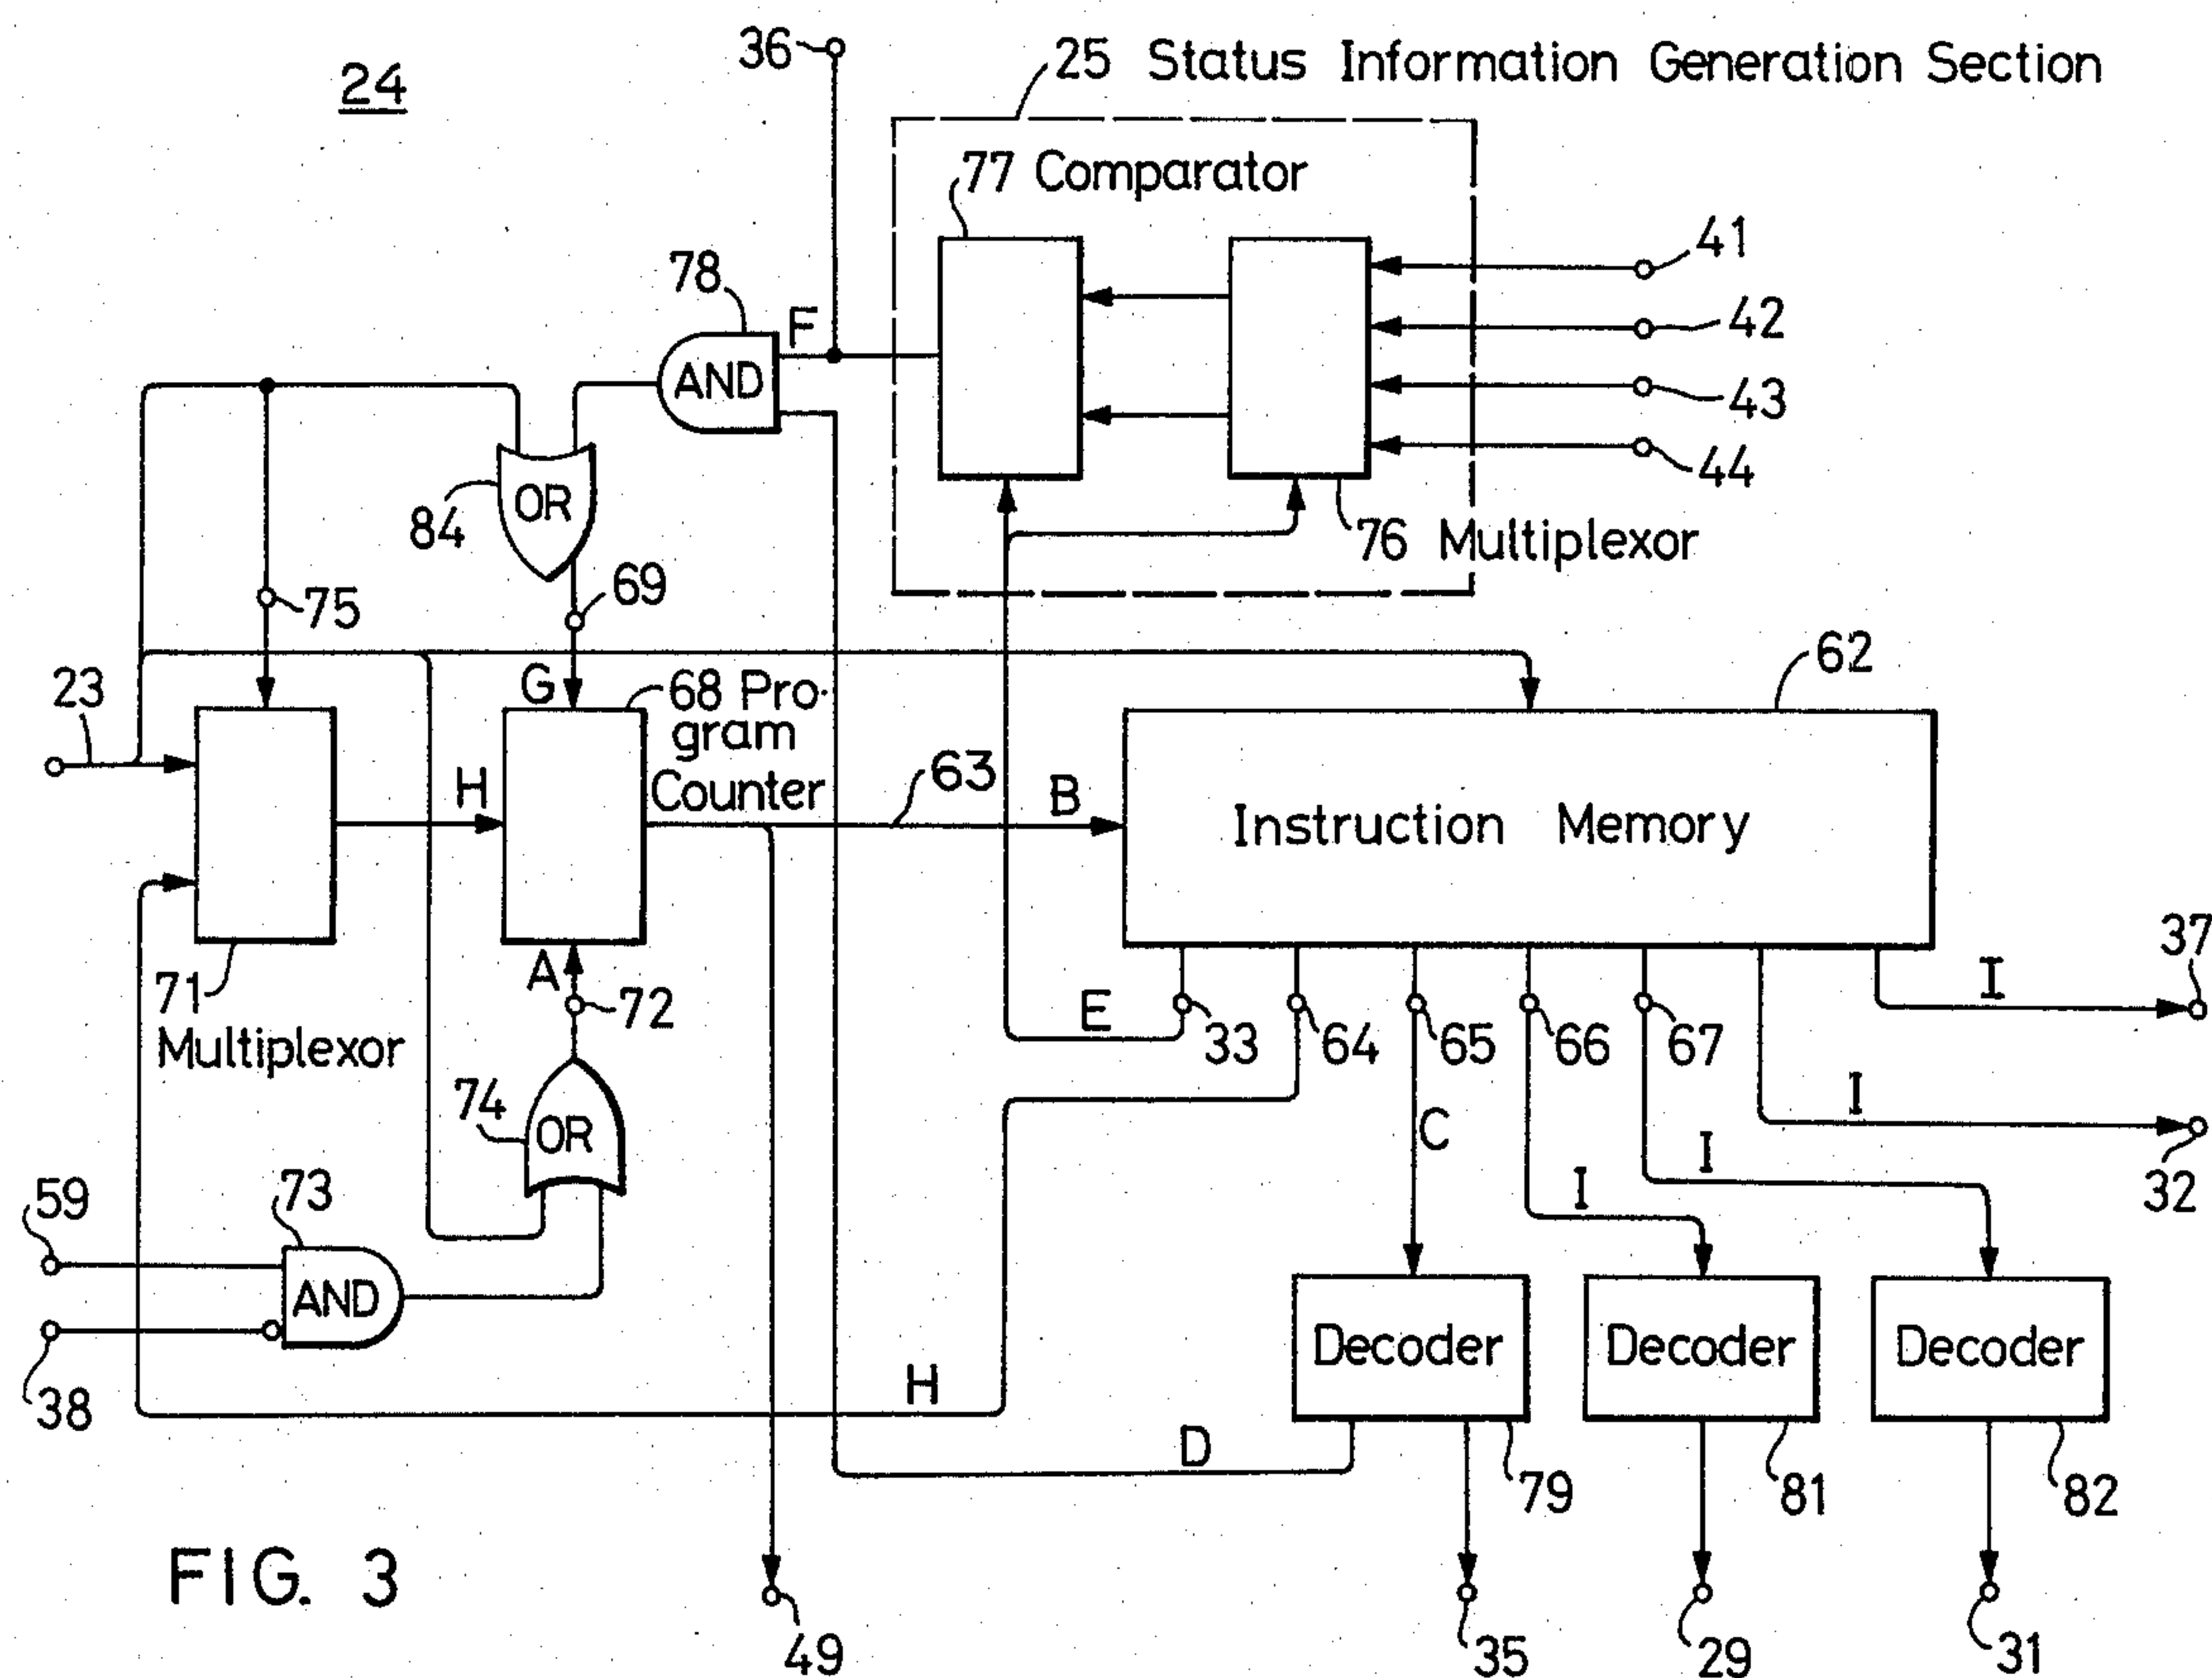 24
36
25 Status Information Generation Section
77 Comparator
41
42
43
44
78
F
AND
OR
84
76 Multiplexor
75
69
23
G
68 Pro-
gram
Counter
62
H
63
B
Instruction Memory
71
Multiplexor
A
72
E
33
64
65
66
67
I
37
I
32
I
I
C
74
OR
59
73
AND
38
H
D
Decoder
Decoder
Decoder
79
81
82
49
35
29
31
FIG. 3